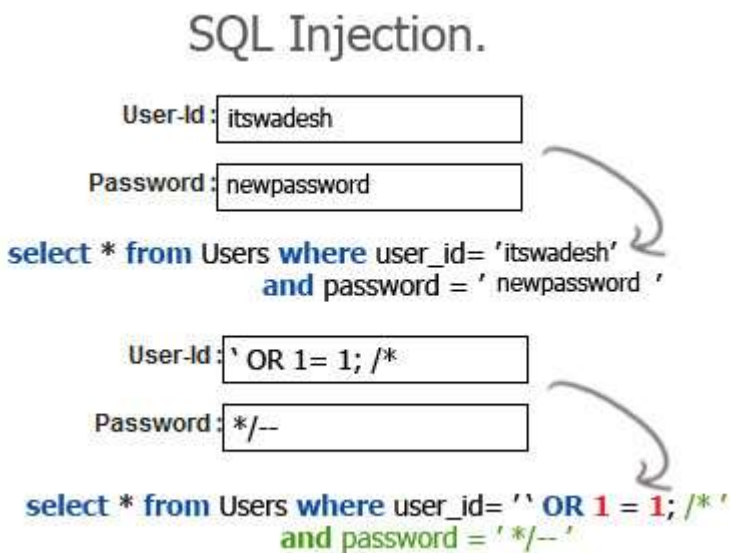 SQL Injection.
User-Id : itswadesh
Password : newpassword
select * from Users where user_id= 'itswadesh'
and password = ' newpassword '
User-Id : ` OR 1= 1; /*
Password : */--
select * from Users where user_id= '` OR 1 = 1; /* '
and password = ' */-- '